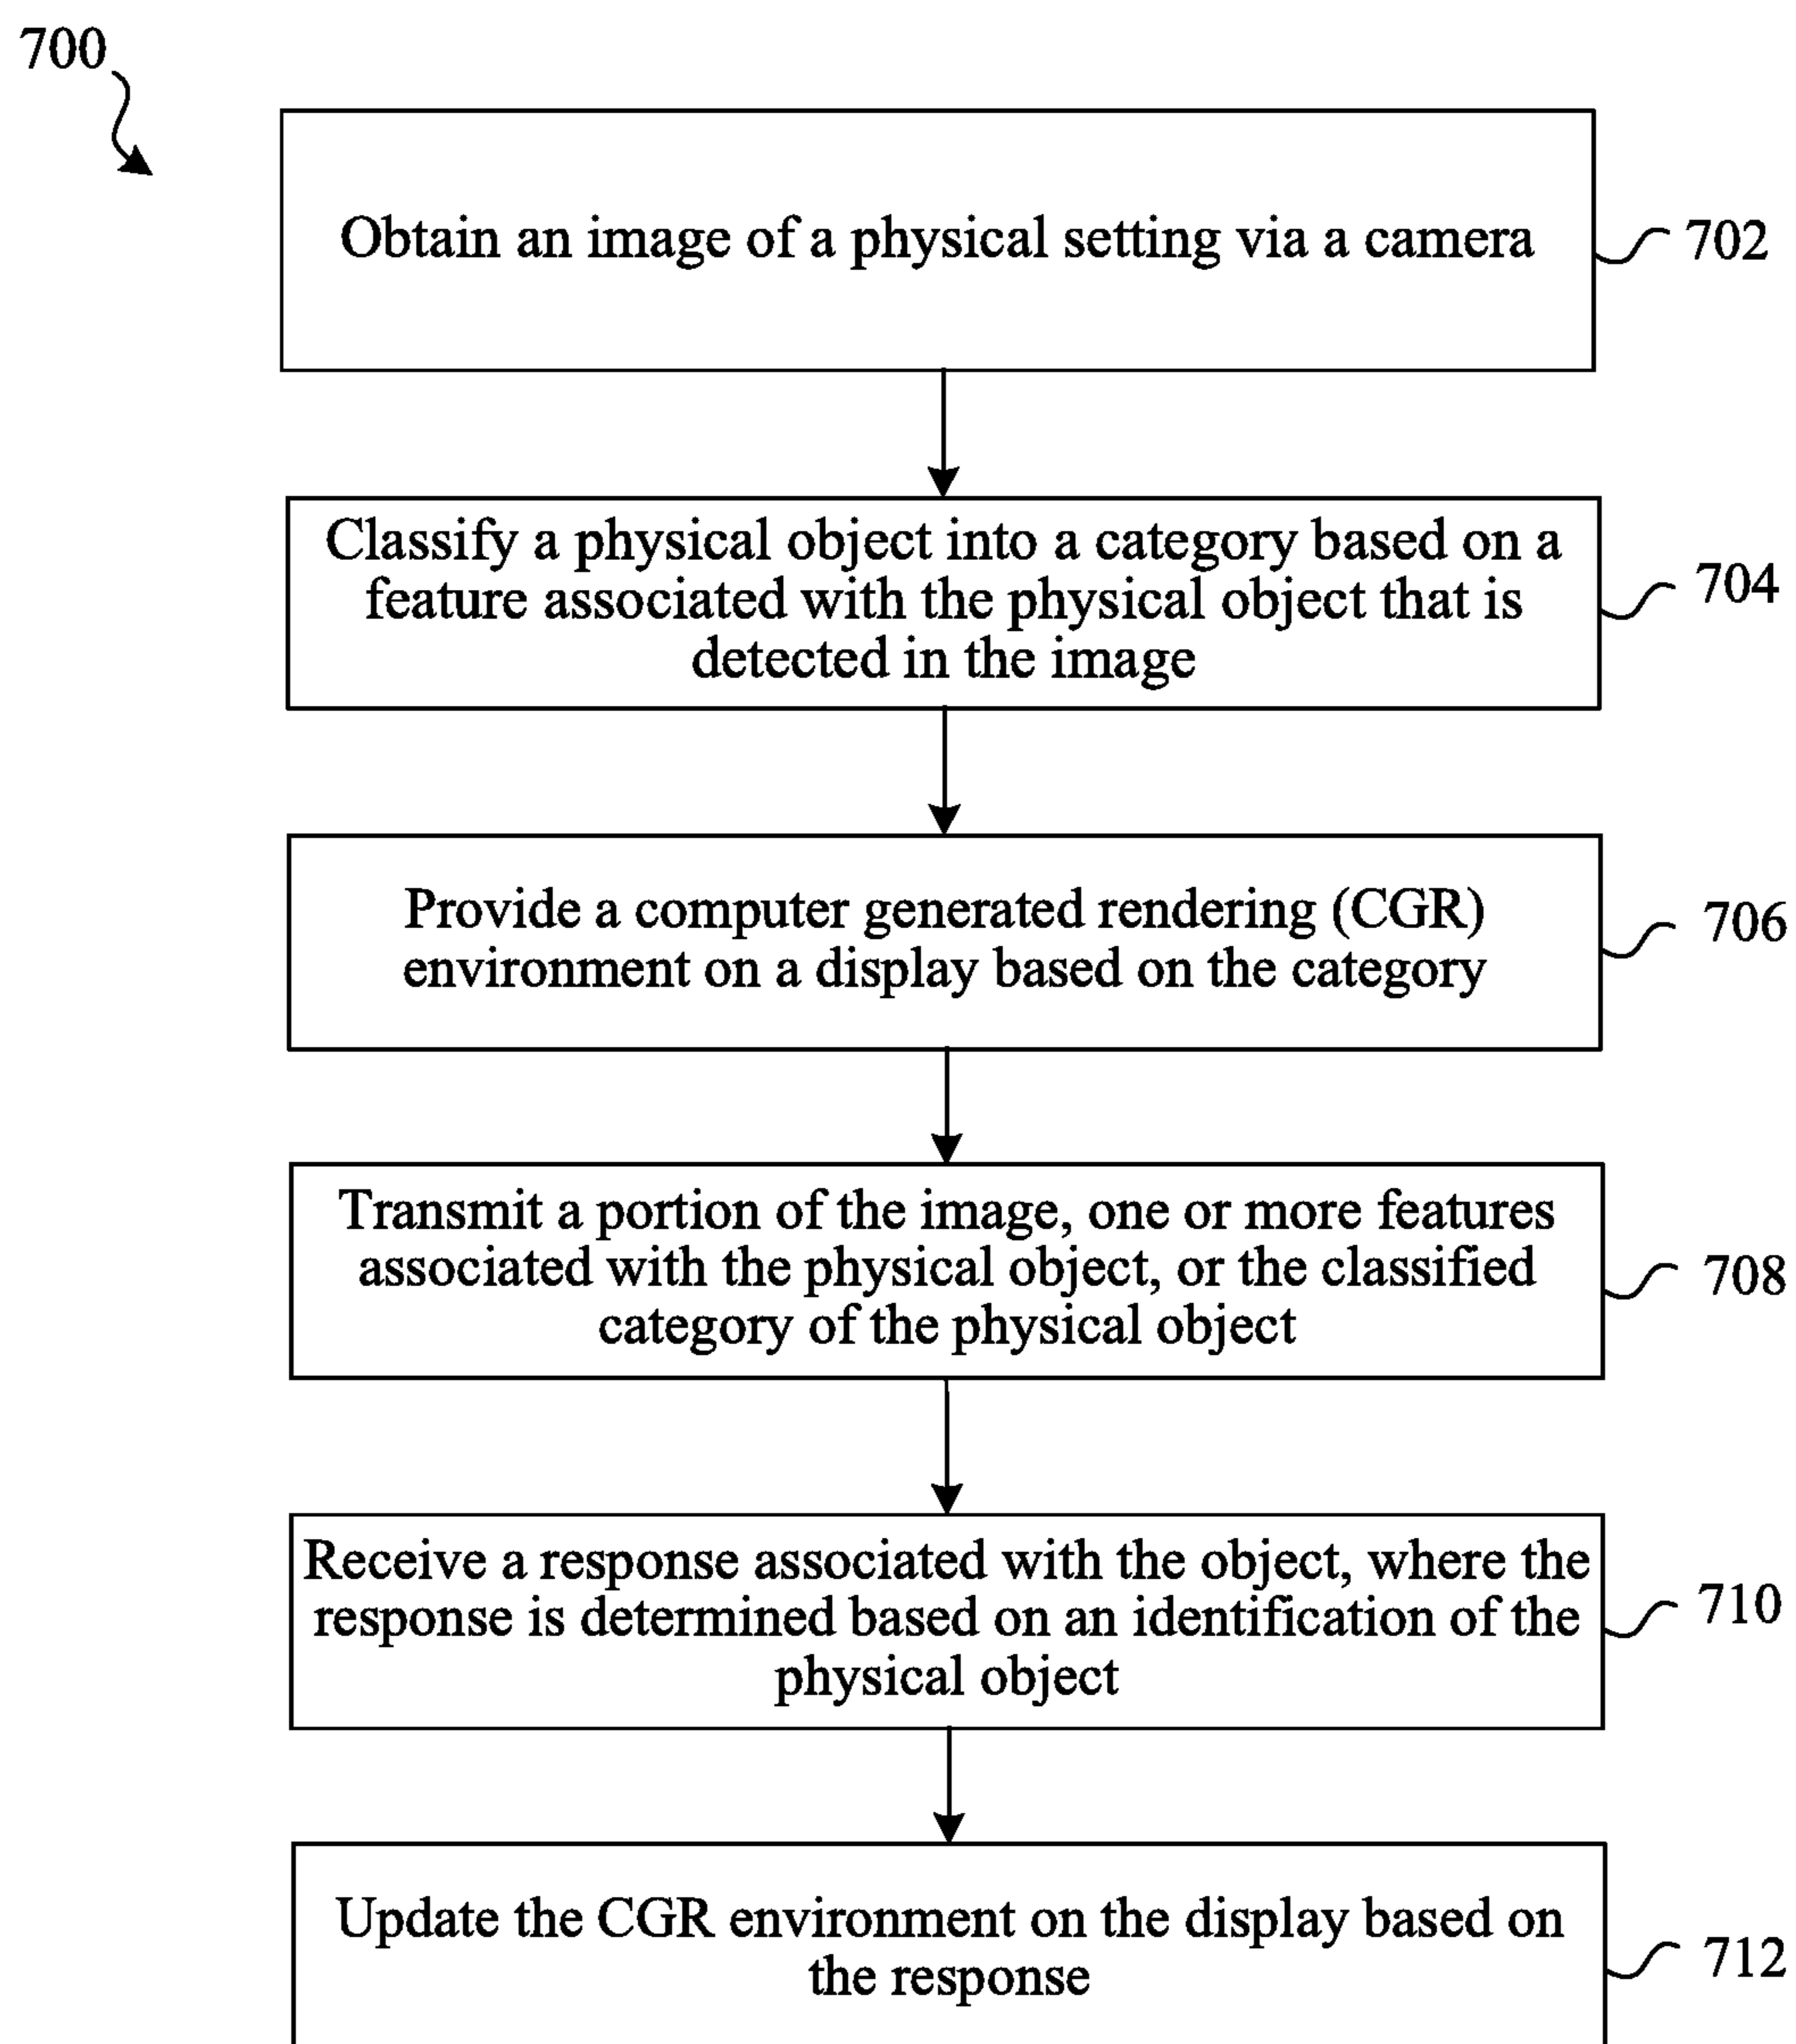 700
Obtain an image of a physical setting via a camera
702
Classify a physical object into a category based on a
feature associated with the physical object that is
detected in the image
704
Provide a computer generated rendering (CGR)
environment on a display based on the category
706
Transmit a portion of the image, one or more features
associated with the physical object, or the classified
category of the physical object
708
Receive a response associated with the object, where the
response is determined based on an identification of the
physical object
710
Update the CGR environment on the display based on
the response
712